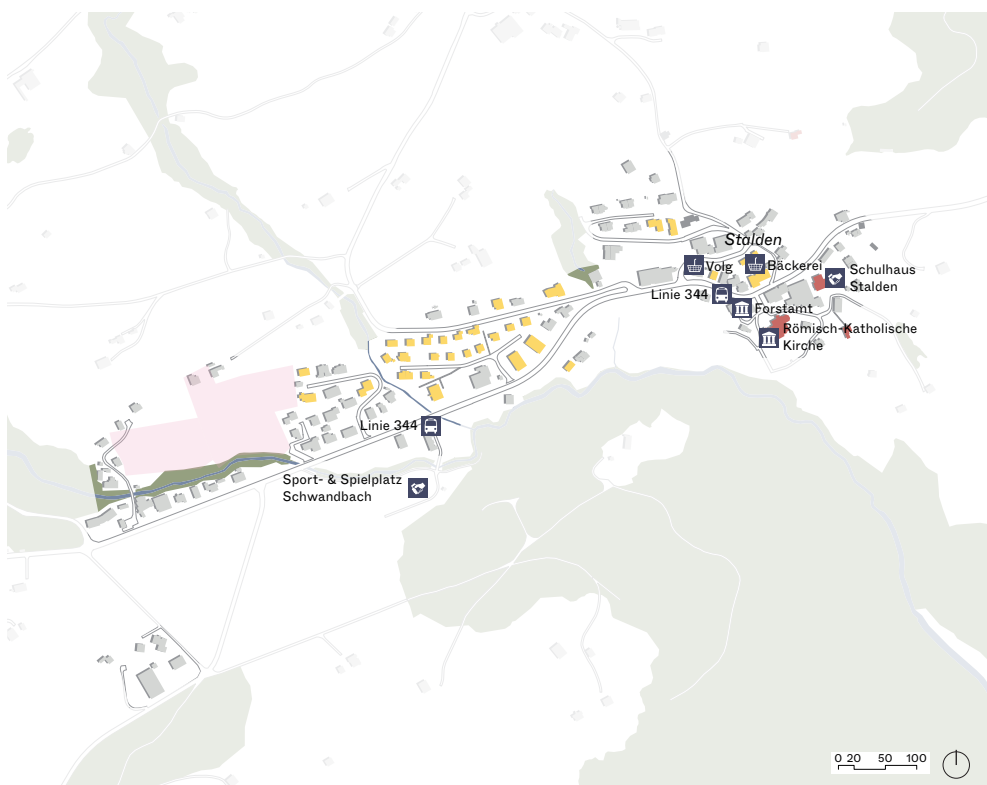 Stalden
Volg
Bäckerei
Schulhaus
Stalden
Linie 344
Forstamt
Römisch-Katholische
Kirche
Linie 344
Sport- & Spielplatz
Schwandbach
0 20 50 100